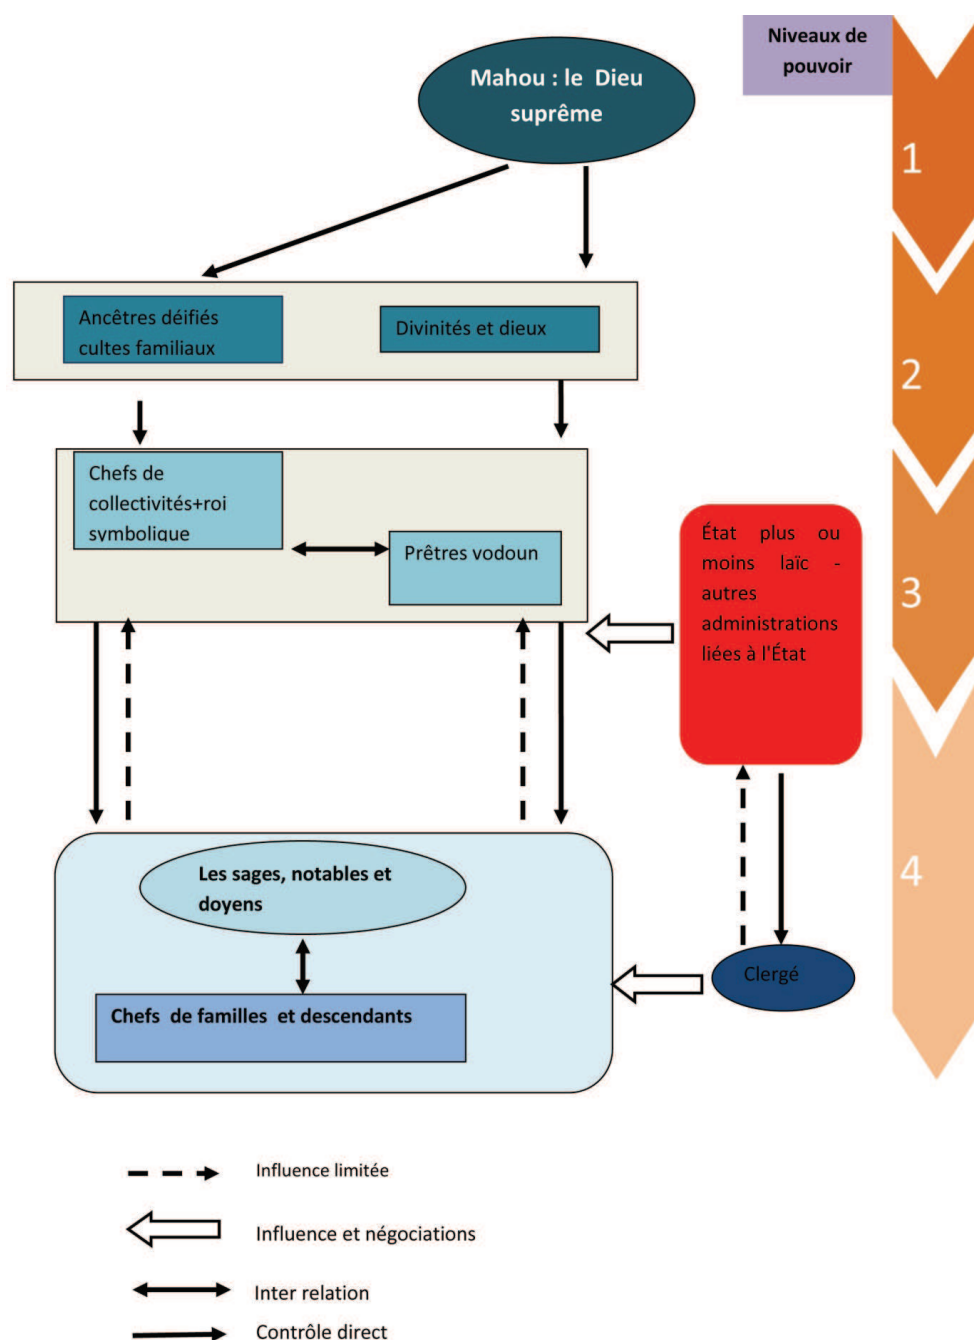 Niveaux de
pouvoir
Mahou : le Dieu
suprême
1
Ancêtres déifiés
cultes familiaux
Divinités et dieux
2
Chefs de
collectivités+roi
symbolique
Prêtres vodoun
État plus ou
moins laïc -
autres
administrations
liées à l'État
3
Les sages, notables et
doyens
4
Chefs de familles et descendants
Clergé
Influence limitée
Influence et négociations
Inter relation
Contrôle direct